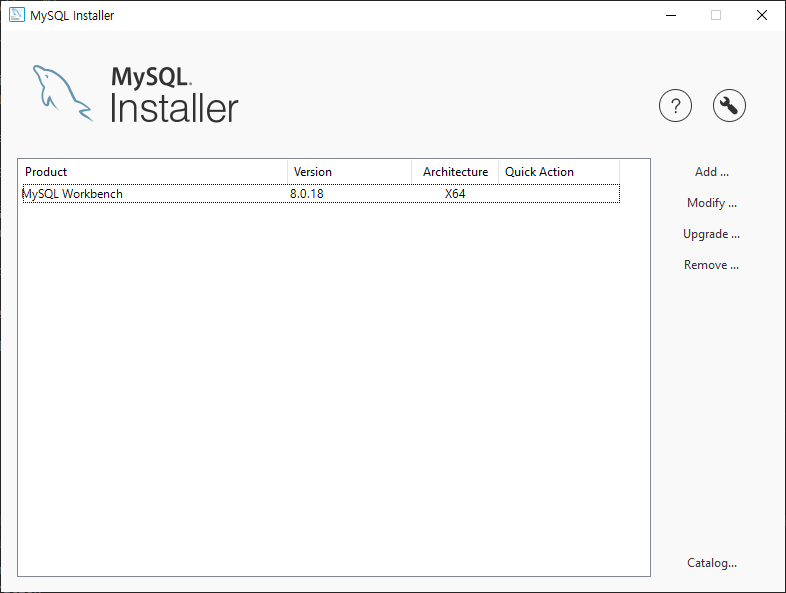 MySQL Installer
MySQL.
Installer
?
Product Version Architecture Quick Action
MySQL Workbench 8.0.18 X64
Add ...
Modify ...
Upgrade ...
Remove ...
Catalog...